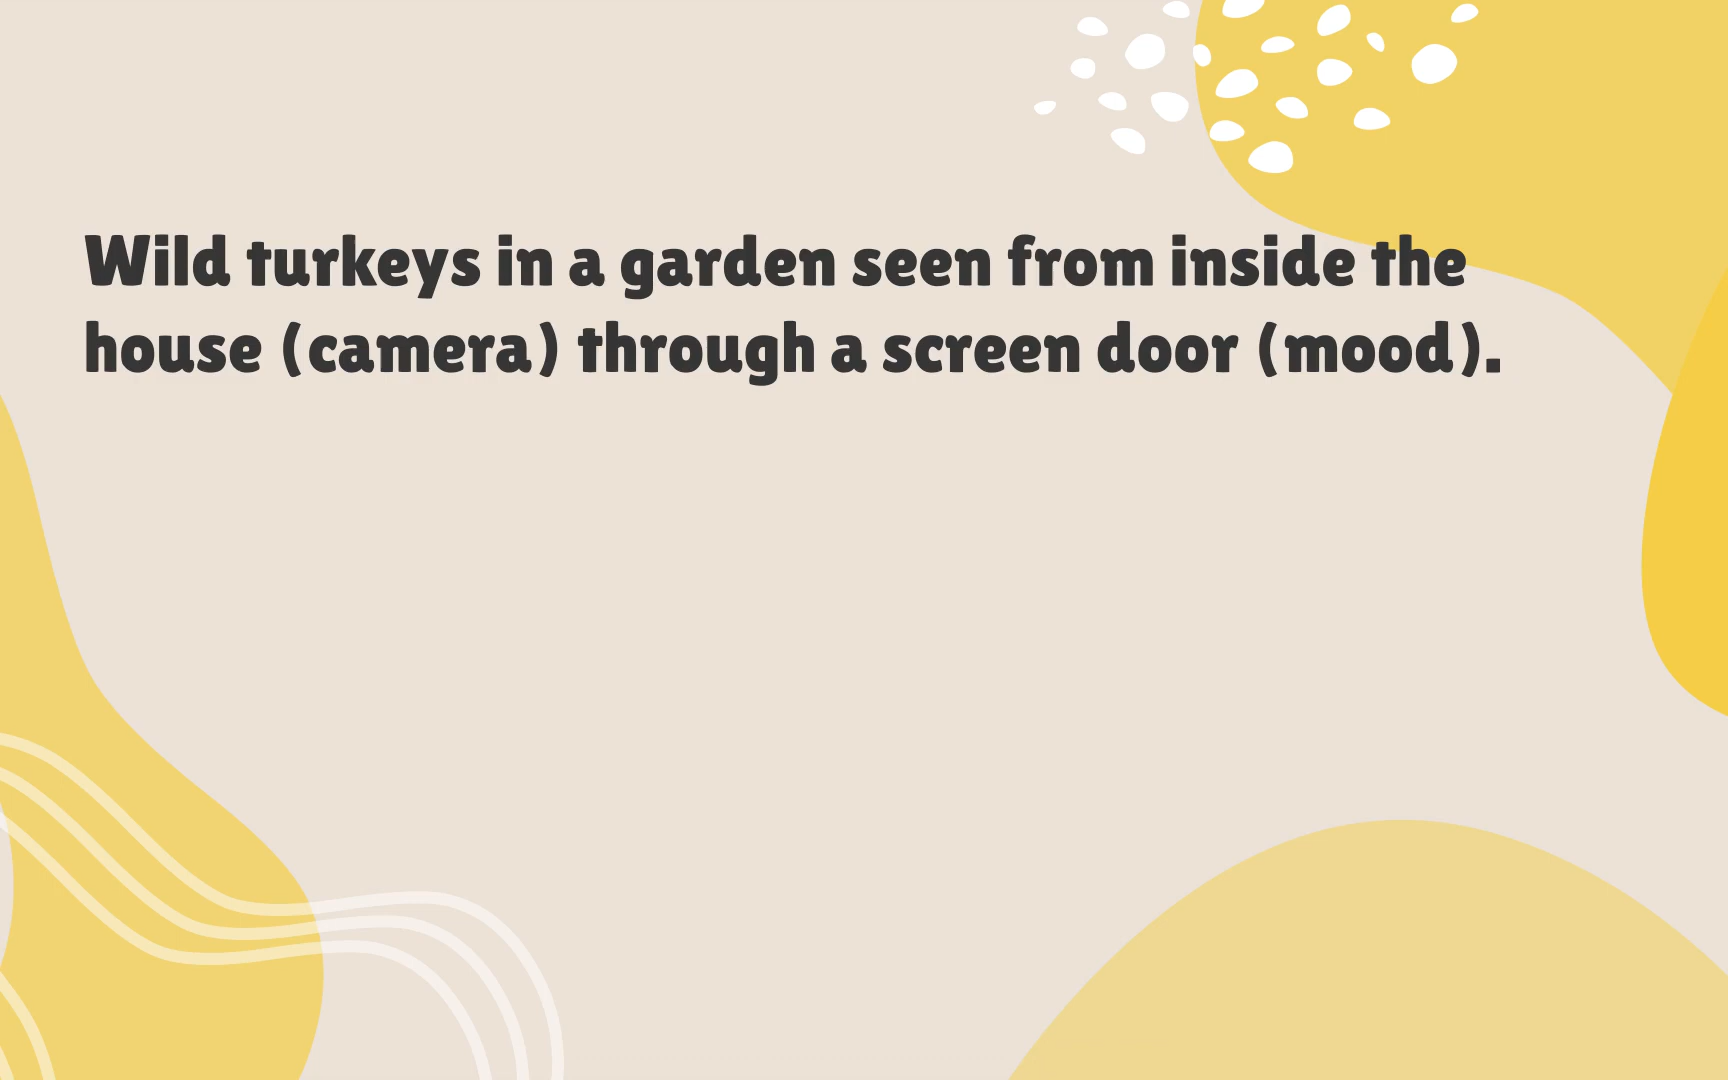 Wild turkeys in a garden seen from inside the
house (camera) through a screen door (mood).